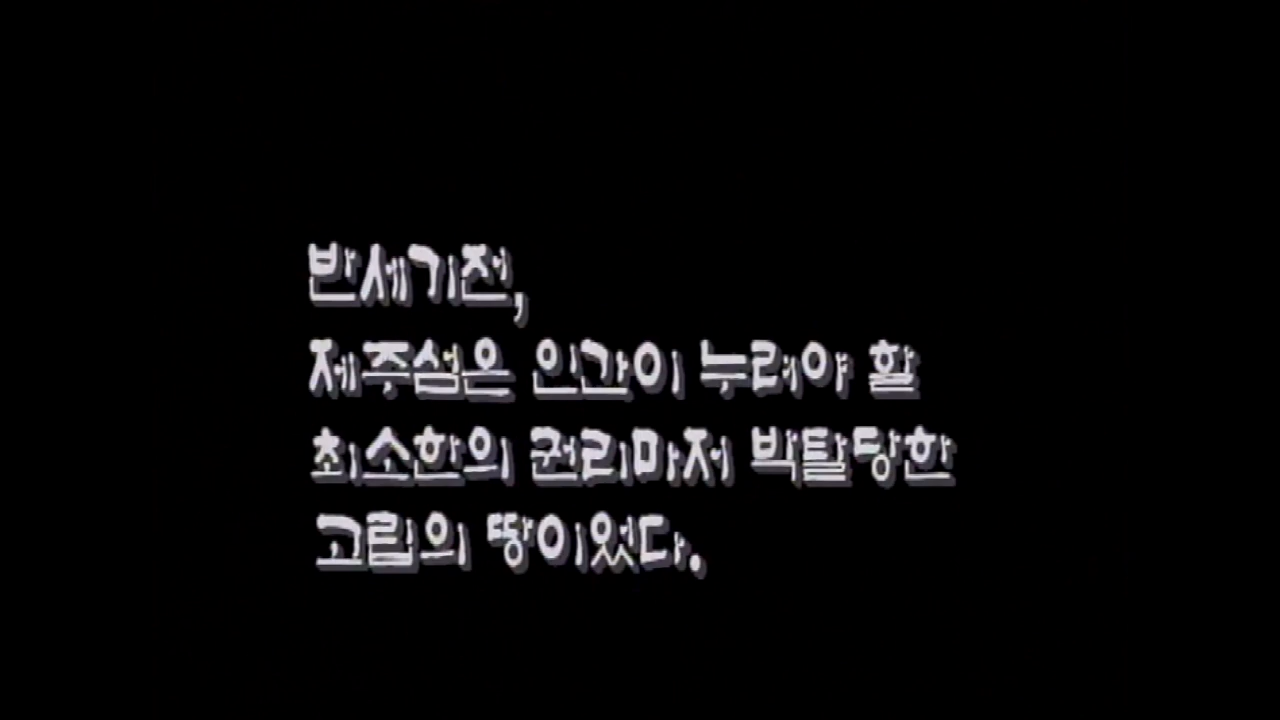 반세기전,
제주섬은 인간이 누려야 할
최소한의 권리마저 박탈당한
고립의 땅이었다.